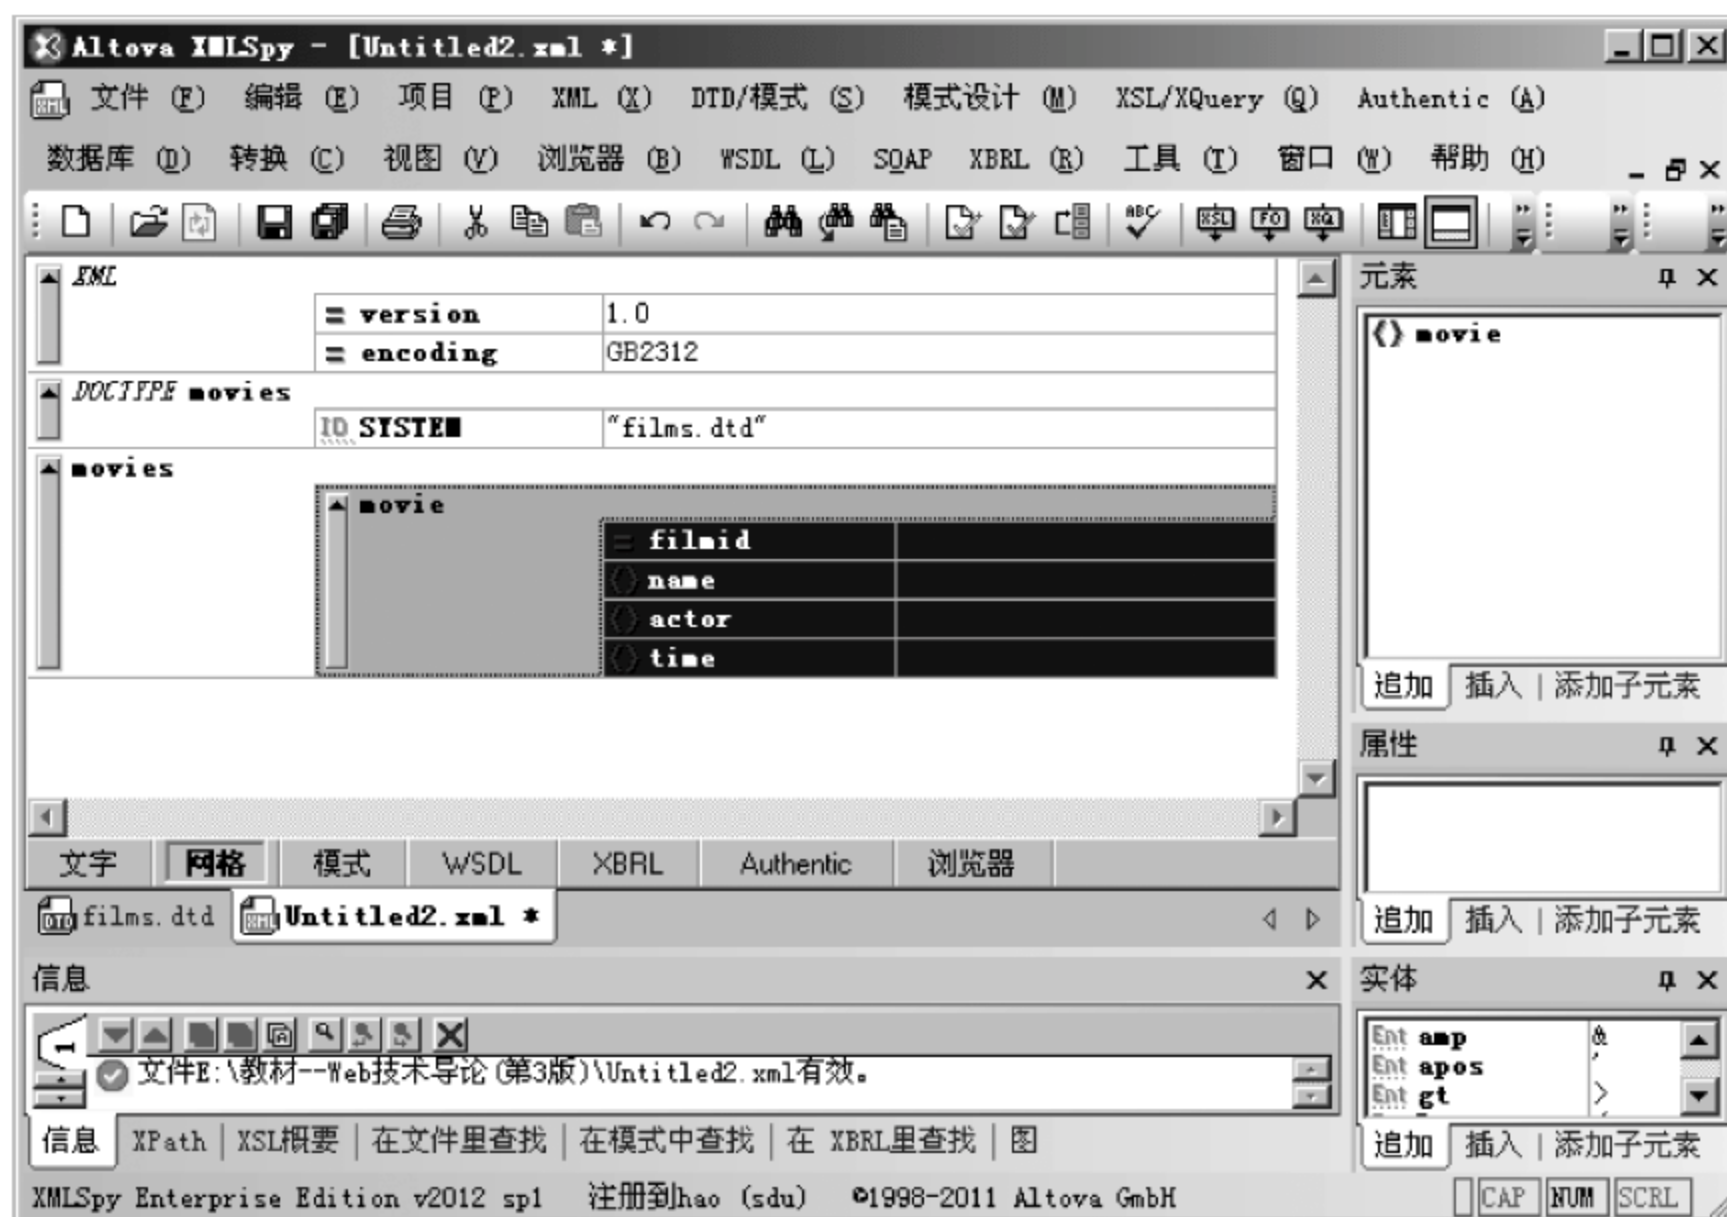 Altova XMLSpy - [Untitled2.xml *]
文件 (F) 编辑 (E) 项目 (P) XML (X) DTD/模式 (S) 模式设计 (M) XSL/XQuery (Q) Authentic (A)
数据库 (D) 转换 (C) 视图 (V) 浏览器 (B) WSDL (L) SOAP XBRL (R) 工具 (T) 窗口 (W) 帮助 (H)
ABC XSL FO XQ
XML
= version 1.0
= encoding GB2312
DOCTYPE movies
ID SYSTEM "films.dtd"
movies
movie
= filmid
() name
() actor
() time
文字 网格 模式 WSDL XBRL Authentic 浏览器
films.dtd Untitled2.xml *
信息
1
文件E:\教材--Web技术导论(第3版)\Untitled2.xml有效。
信息 XPath XSL概要 在文件里查找 在模式中查找 在 XBRL里查找 图
元素
() movie
追加 插入 添加子元素
属性
追加 插入 添加子元素
实体
Ent amp &
Ent apos '
Ent gt >
追加 插入 添加子元素
XMLSpy Enterprise Edition v2012 sp1 注册到hao (sdu) ©1998-2011 Altova GmbH CAP NUM SCRL